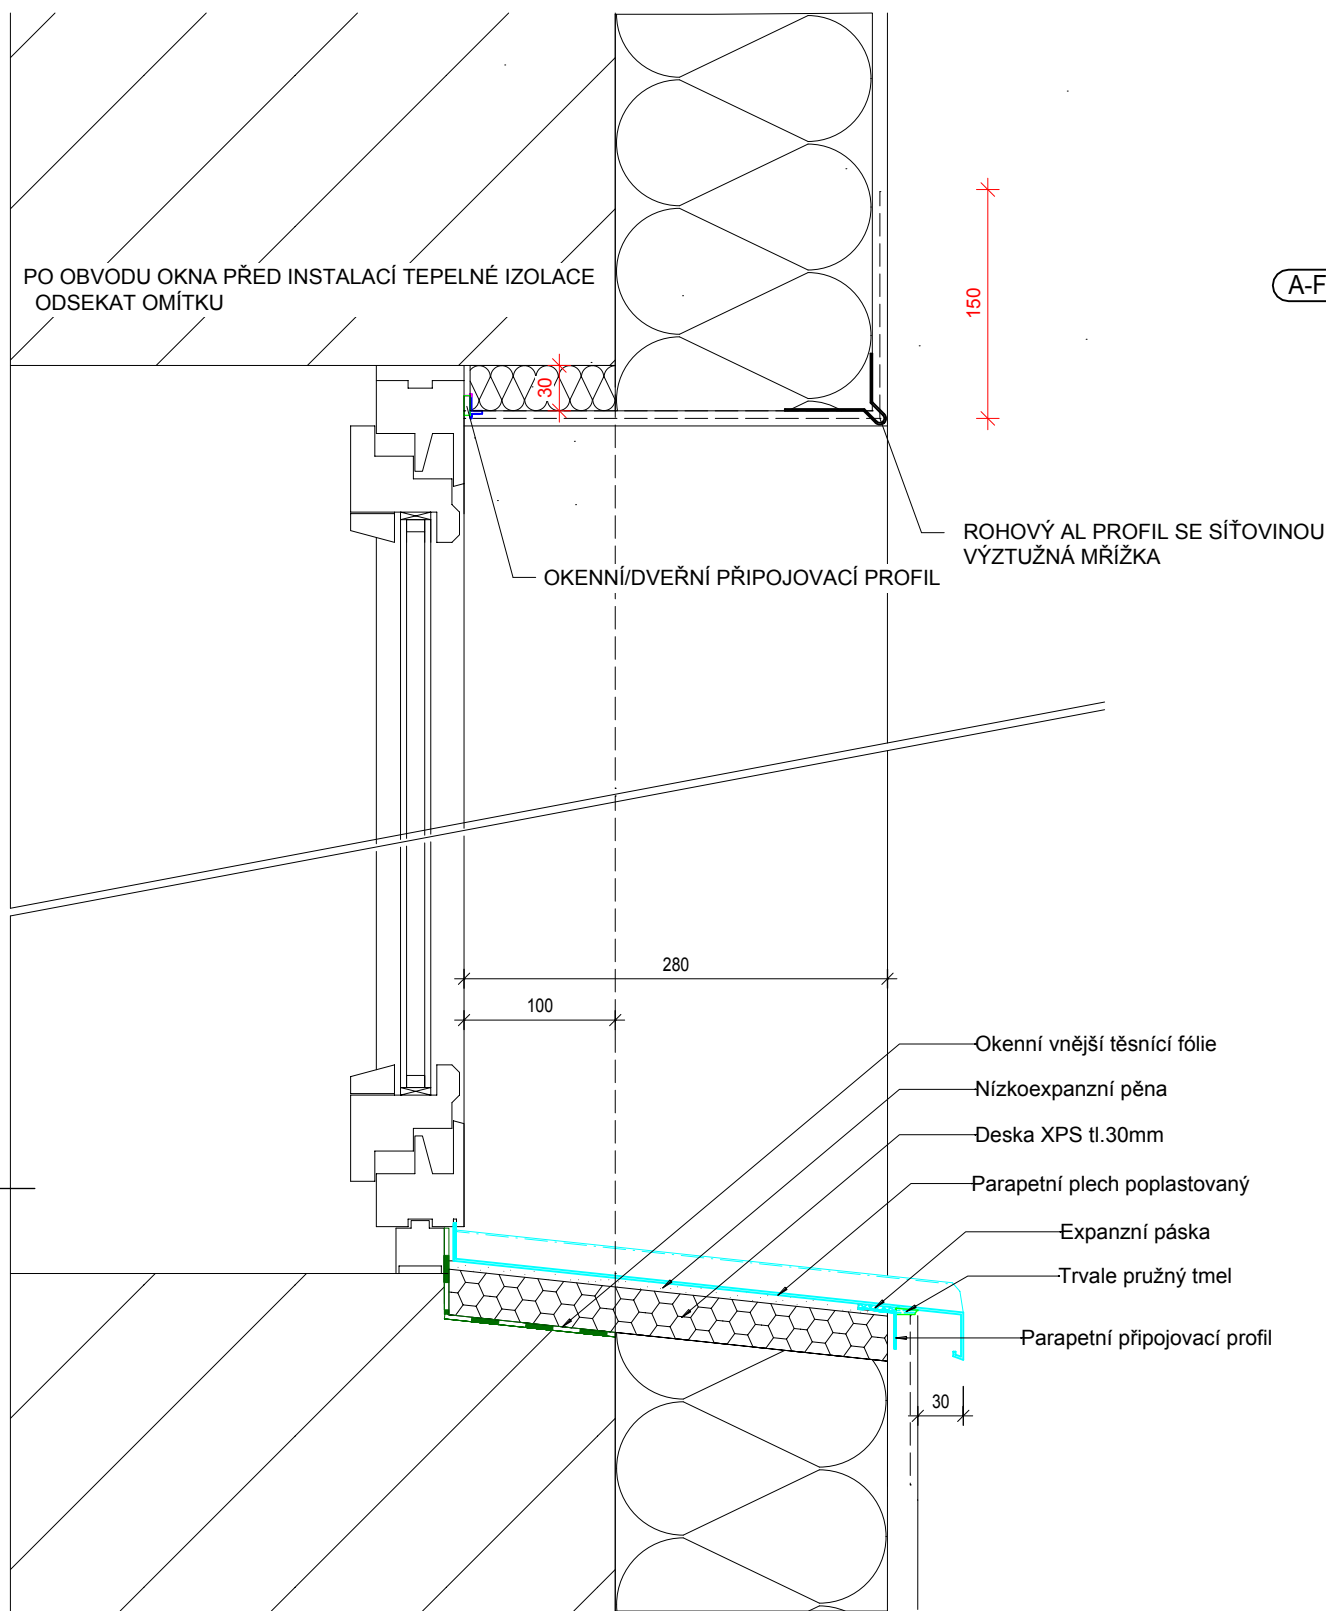 PO OBVODU OKNA PŘED INSTALACÍ TEPELNÉ IZOLACE
ODSEKAT OMÍTKU
150
A-F
30
ROHOVÝ AL PROFIL SE SÍŤOVINOU
VÝZTUŽNÁ MŘÍŽKA
OKENNÍ/DVEŘNÍ PŘIPOJOVACÍ PROFIL
280
100
Okenní vnější těsnící fólie
Nízkoexpanzní pěna
Deska XPS tl.30mm
Parapetní plech poplastovaný
Expanzní páska
Trvale pružný tmel
Parapetní připojovací profil
30